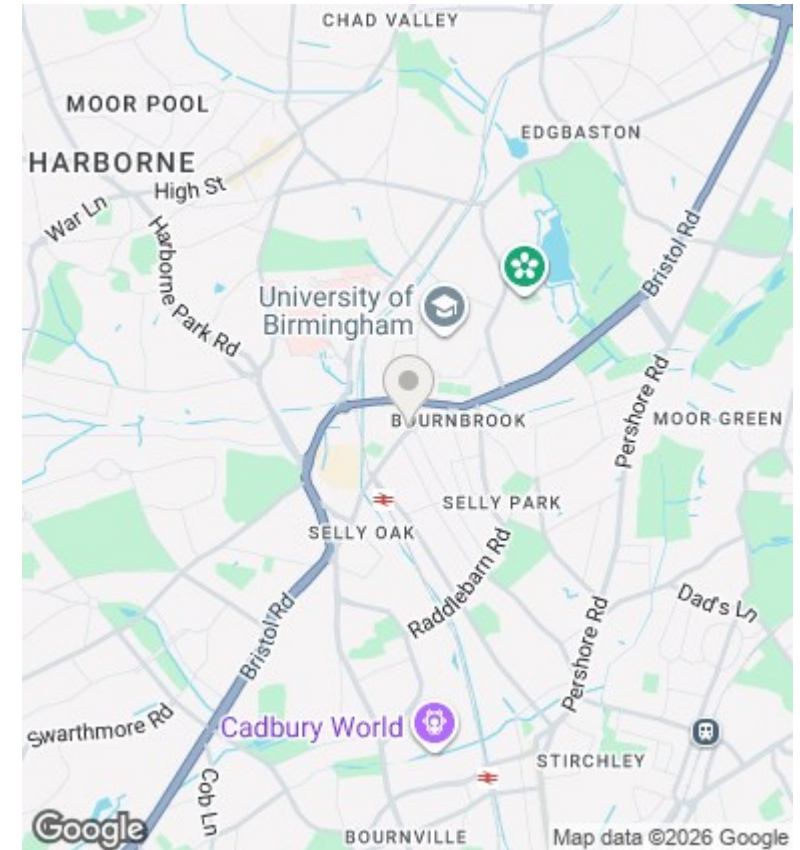 CHAD VALLEY
MOOR POOL
EDGBASTON
HARBORNE
High St
War Ln
Harborne Park Rd
Bristol Rd
University of
Birmingham
Pershore Rd
BOURNBROOK
MOOR GREEN
SELLY PARK
SELLY OAK
Raddlebarn Rd
Dad's Ln
Bristol Rd
Pershore Rd
Swarthmore Rd
Cadbury World
Cob Ln
STIRCHLEY
Google
BOURNVILLE
Map data ©2026 Google